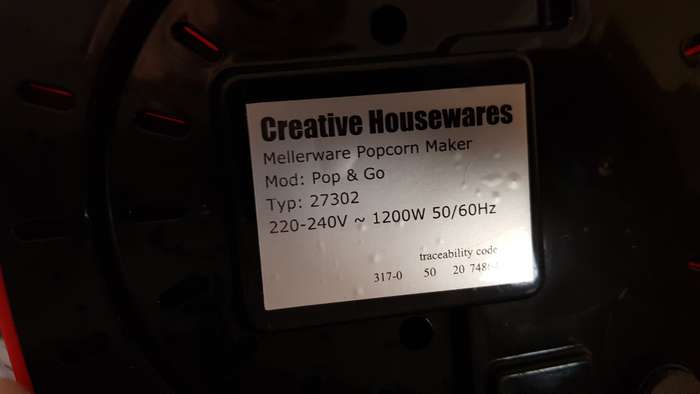 Creative Housewares
Mellerware Popcorn Maker
Mod: Pop & Go
Typ: 27302
220-240V ~ 1200W 50/60Hz
traceability code
317-0 50 20